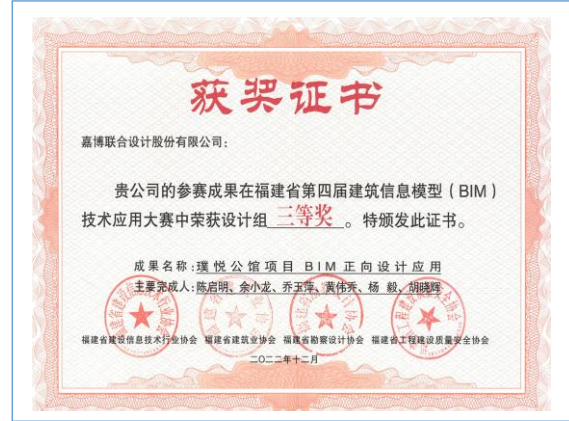 获奖证书
嘉博联合设计股份有限公司：
贵公司的参赛成果在福建省第四届建筑信息模型（BIM）
技术应用大赛中荣获设计组 三等奖 。特颁发此证书。
成果名称：璞悦公馆项目 BIM 正向设计应用
主要完成人：陈启明、余小龙、乔玉萍、黄伟乔、杨 毅、胡晓辉
福建省建设信息技术行业协会 福建省建筑业协会 福建省勘察设计协会 福建省工程建设质量安全协会
二〇二二年十二月